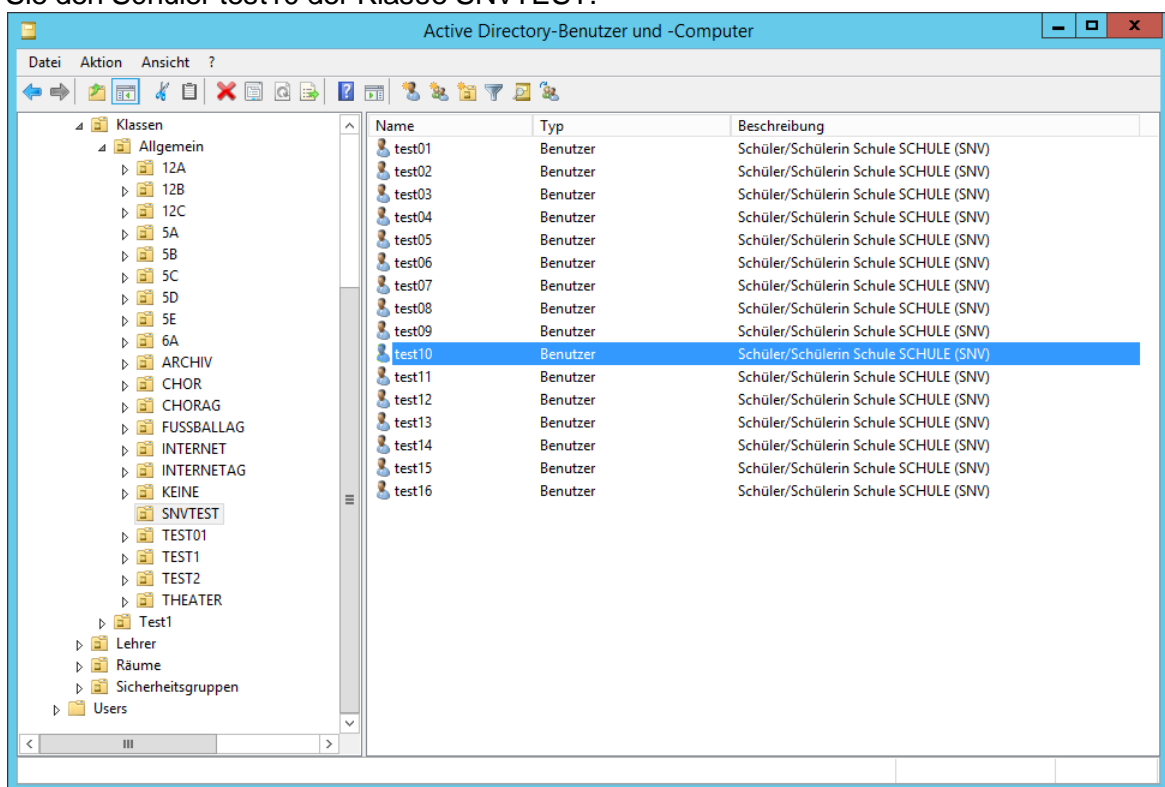 Sie den Schüler test10 der Klasse SNVTEST.
Active Directory-Benutzer und -Computer
Datei Aktion Ansicht ?
Klassen
Allgemein
12A
12B
12C
5A
5B
5C
5D
5E
6A
ARCHIV
CHOR
CHORAG
FUSSBALLAG
INTERNET
INTERNETAG
KEINE
SNVTEST
TEST01
TEST1
TEST2
THEATER
Test1
Lehrer
Räume
Sicherheitsgruppen
Users
Name Typ Beschreibung
test01 Benutzer Schüler/Schülerin Schule SCHULE (SNV)
test02 Benutzer Schüler/Schülerin Schule SCHULE (SNV)
test03 Benutzer Schüler/Schülerin Schule SCHULE (SNV)
test04 Benutzer Schüler/Schülerin Schule SCHULE (SNV)
test05 Benutzer Schüler/Schülerin Schule SCHULE (SNV)
test06 Benutzer Schüler/Schülerin Schule SCHULE (SNV)
test07 Benutzer Schüler/Schülerin Schule SCHULE (SNV)
test08 Benutzer Schüler/Schülerin Schule SCHULE (SNV)
test09 Benutzer Schüler/Schülerin Schule SCHULE (SNV)
test10 Benutzer Schüler/Schülerin Schule SCHULE (SNV)
test11 Benutzer Schüler/Schülerin Schule SCHULE (SNV)
test12 Benutzer Schüler/Schülerin Schule SCHULE (SNV)
test13 Benutzer Schüler/Schülerin Schule SCHULE (SNV)
test14 Benutzer Schüler/Schülerin Schule SCHULE (SNV)
test15 Benutzer Schüler/Schülerin Schule SCHULE (SNV)
test16 Benutzer Schüler/Schülerin Schule SCHULE (SNV)